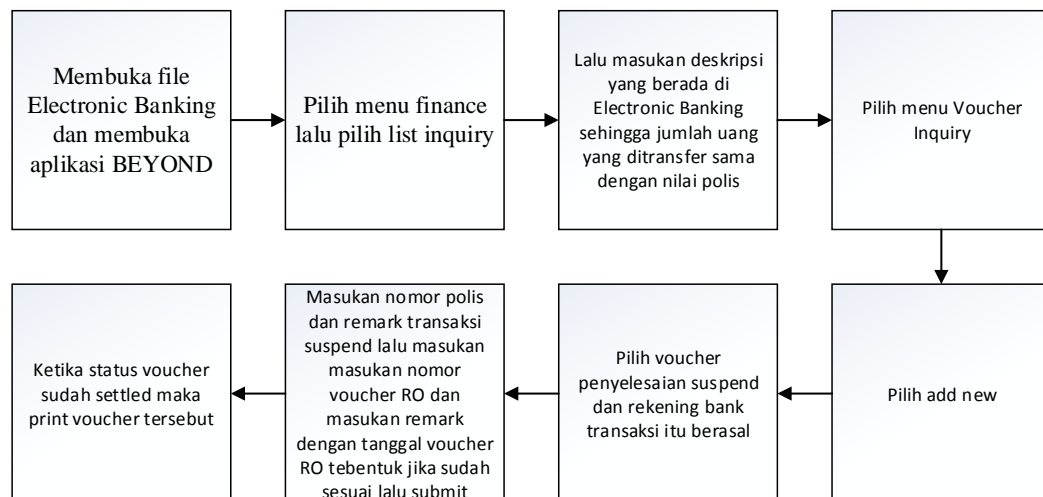 Membuka file
Electronic Banking
dan membuka
aplikasi BEYOND
Pilih menu finance
lalu pilih list inquiry
Lalu masukan deskripsi
yang berada di
Electronic Banking
sehingga jumlah uang
yang ditransfer sama
dengan nilai polis
Pilih menu Voucher
Inquiry
Pilih add new
Pilih voucher
penyelesaian suspend
dan rekening bank
transaksi itu berasal
Masukan nomor polis
dan remark transaksi
suspend lalu masukan
masukan nomor
voucher RO dan
masukan remark
dengan tanggal voucher
RO tebentuk jika sudah
sesuai lalu submit
Ketika status voucher
sudah settled maka
print voucher tersebut